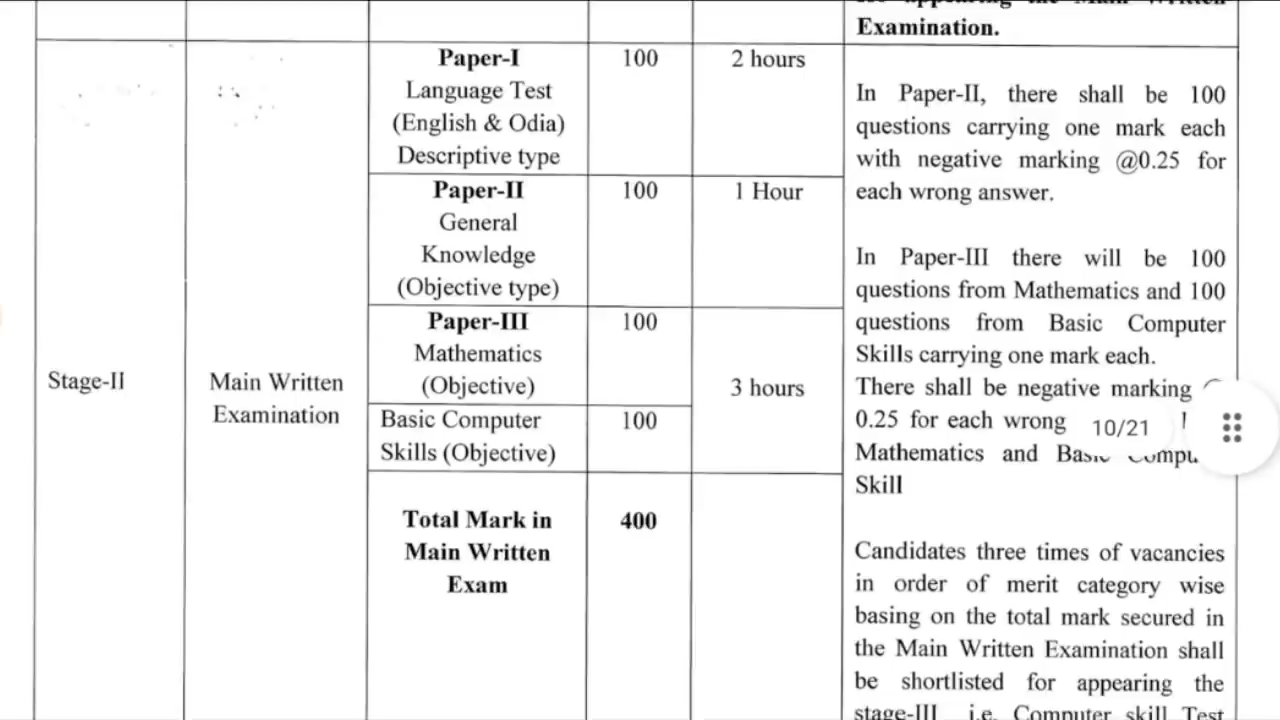 Examination.
Paper-I
Language Test
(English & Odia)
Descriptive type
100
2 hours
Paper-II
General
Knowledge
(Objective type)
100
1 Hour
Paper-III
Mathematics
(Objective)
100
3 hours
Basic Computer
Skills (Objective)
100
Stage-II
Main Written
Examination
Total Mark in
Main Written
Exam
400
In Paper-II, there shall be 100
questions carrying one mark each
with negative marking @0.25 for
each wrong answer.
In Paper-III there will be 100
questions from Mathematics and 100
questions from Basic Computer
Skills carrying one mark each.
There shall be negative marking
0.25 for each wrong
Mathematics and
Skill
Candidates three times of vacancies
in order of merit category wise
basing on the total mark secured in
the Main Written Examination shall
be shortlisted for appearing the
stage-III i.e. Computer skill Test
10/21